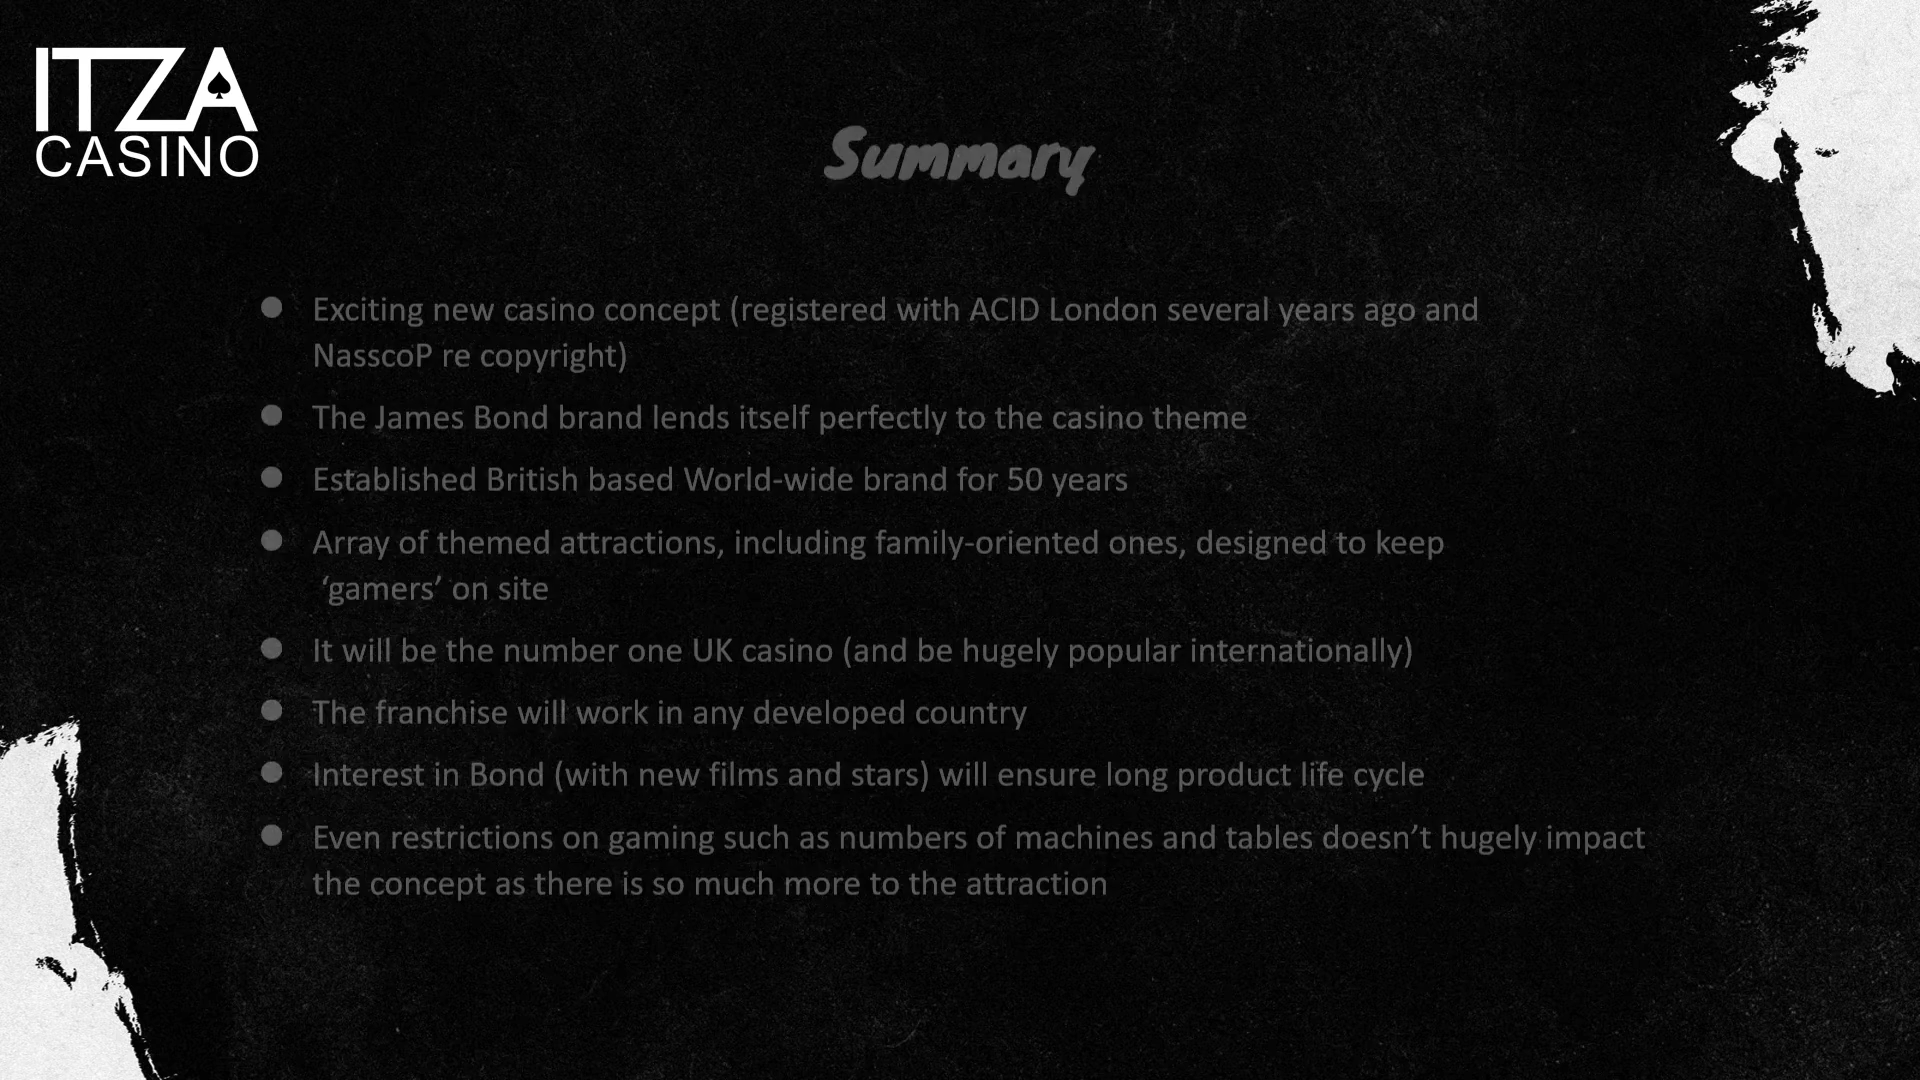 ITZA
CASINO
Summary
Exciting new casino concept (registered with ACID London several years ago and
NasscoP re copyright)
The James Bond brand lends itself perfectly to the casino theme
Established British based World-wide brand for 50 years
Array of themed attractions, including family-oriented ones, designed to keep
‘gamers’ on site
It will be the number one UK casino (and be hugely popular internationally)
The franchise will work in any developed country
Interest in Bond (with new films and stars) will ensure long product life cycle
Even restrictions on gaming such as numbers of machines and tables doesn’t hugely impact
the concept as there is so much more to the attraction